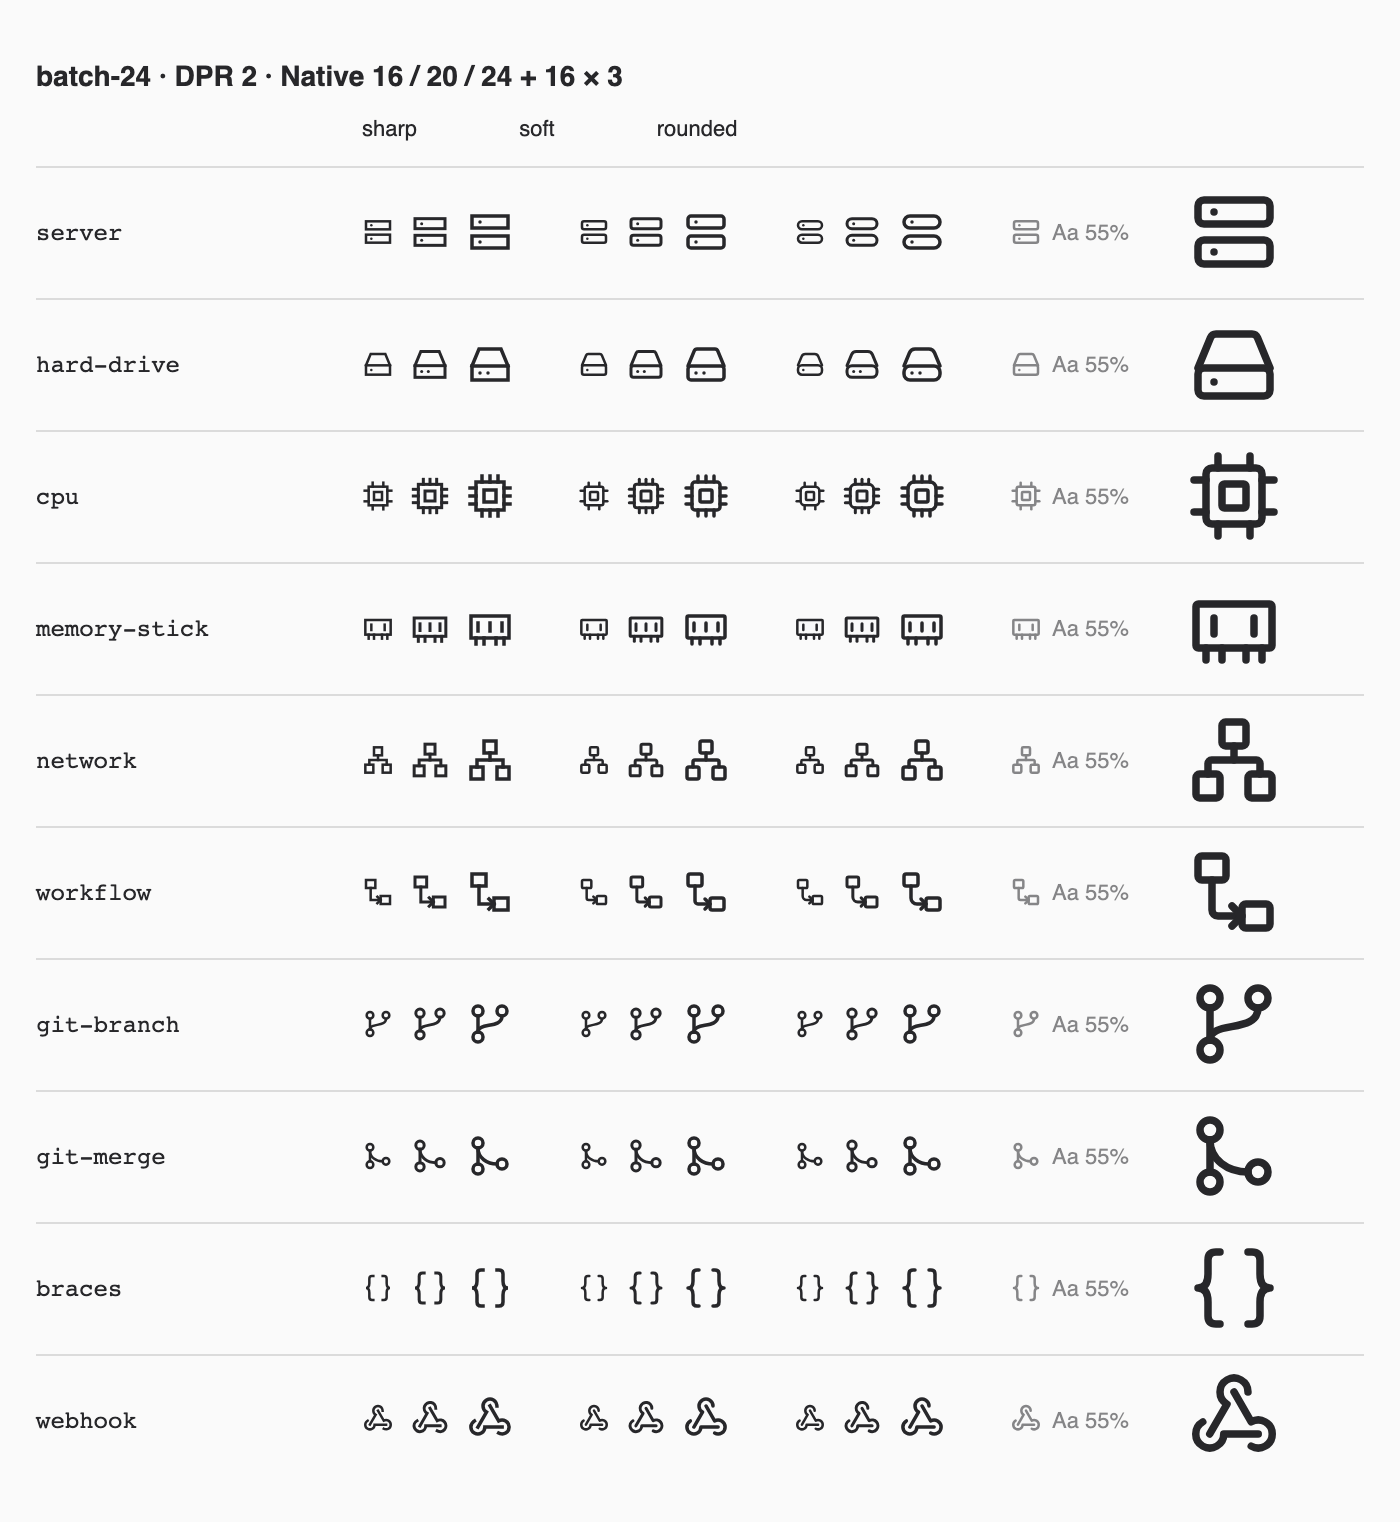 batch-24 · DPR 2 · Native 16 / 20 / 24 + 16 × 3
sharp soft rounded
server Aa 55%
hard-drive Aa 55%
cpu Aa 55%
memory-stick Aa 55%
network Aa 55%
workflow Aa 55%
git-branch Aa 55%
git-merge Aa 55%
braces Aa 55%
webhook Aa 55%